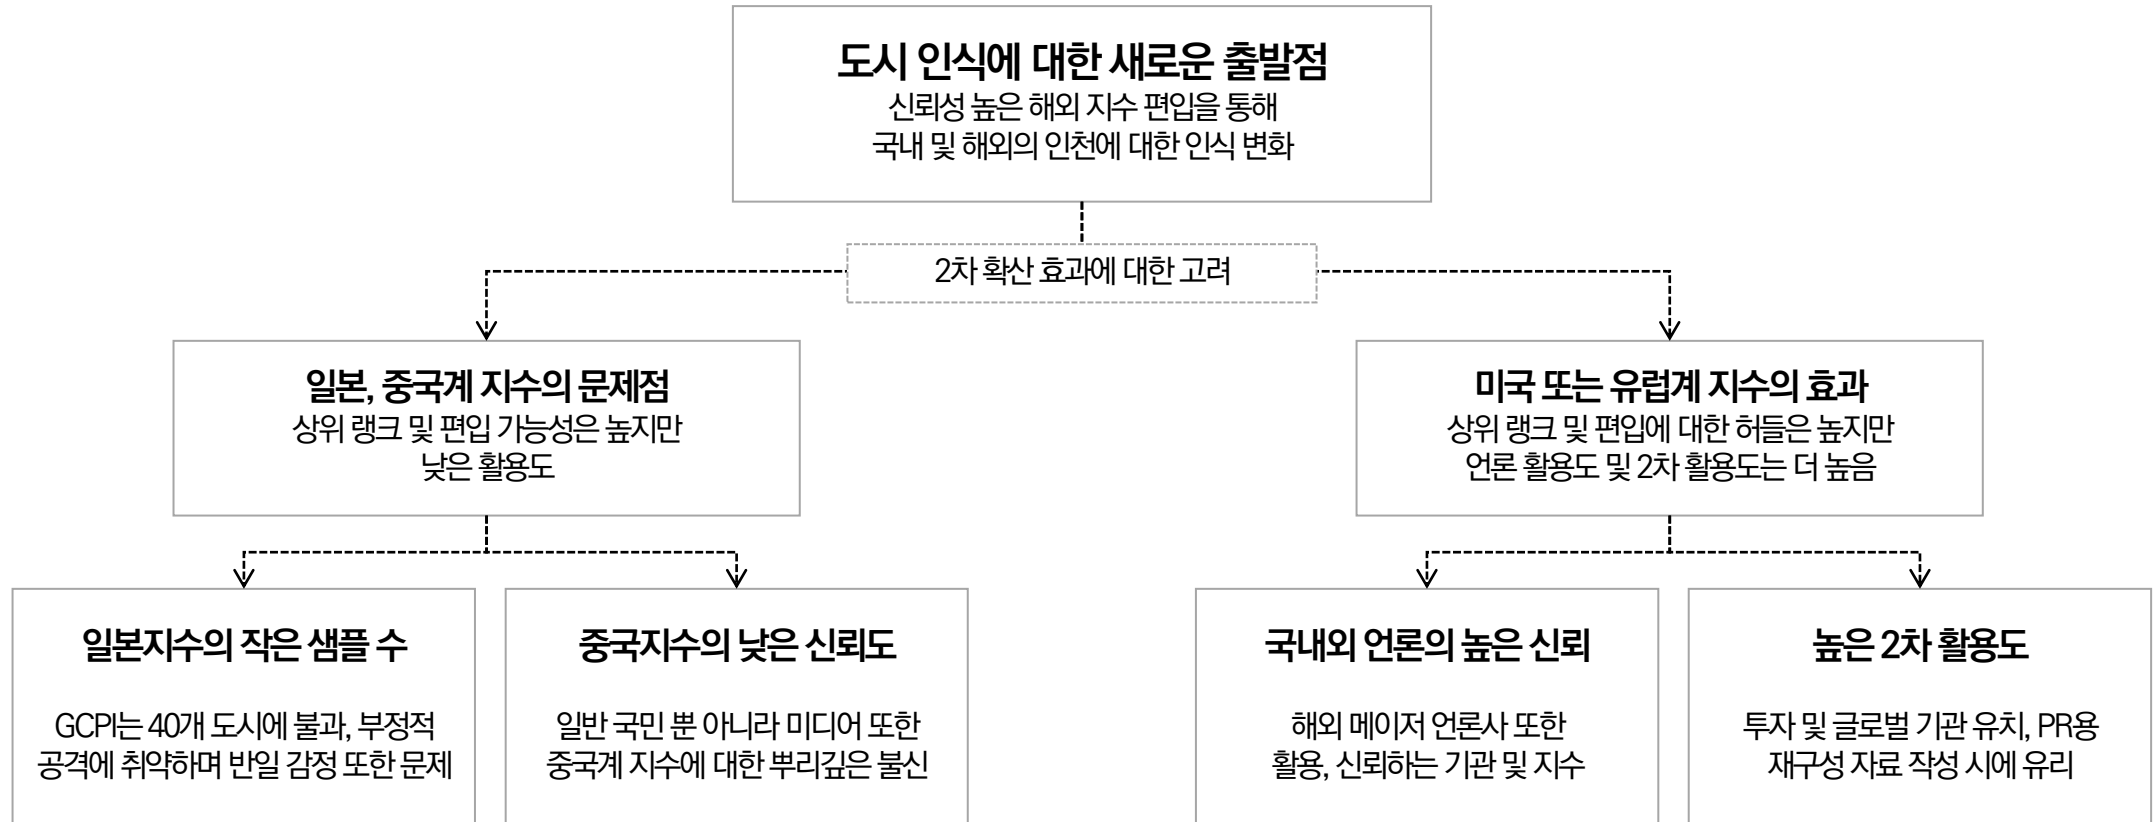 도시 인식에 대한 새로운 출발점
신뢰성 높은 해외 지수 편입을 통해
국내 및 해외의 인천에 대한 인식 변화
2차 확산 효과에 대한 고려
일본, 중국계 지수의 문제점
상위 랭크 및 편입 가능성은 높지만
낮은 활용도
미국 또는 유럽계 지수의 효과
상위 랭크 및 편입에 대한 허들은 높지만
언론 활용도 및 2차 활용도는 더 높음
일본지수의 작은 샘플 수
GCPI는 40개 도시에 불과, 부정적
공격에 취약하며 반일 감정 또한 문제
중국지수의 낮은 신뢰도
일반 국민 뿐 아니라 미디어 또한
중국계 지수에 대한 뿌리깊은 불신
국내외 언론의 높은 신뢰
해외 메이저 언론사 또한
활용, 신뢰하는 기관 및 지수
높은 2차 활용도
투자 및 글로벌 기관 유치, PR용
재구성 자료 작성 시에 유리